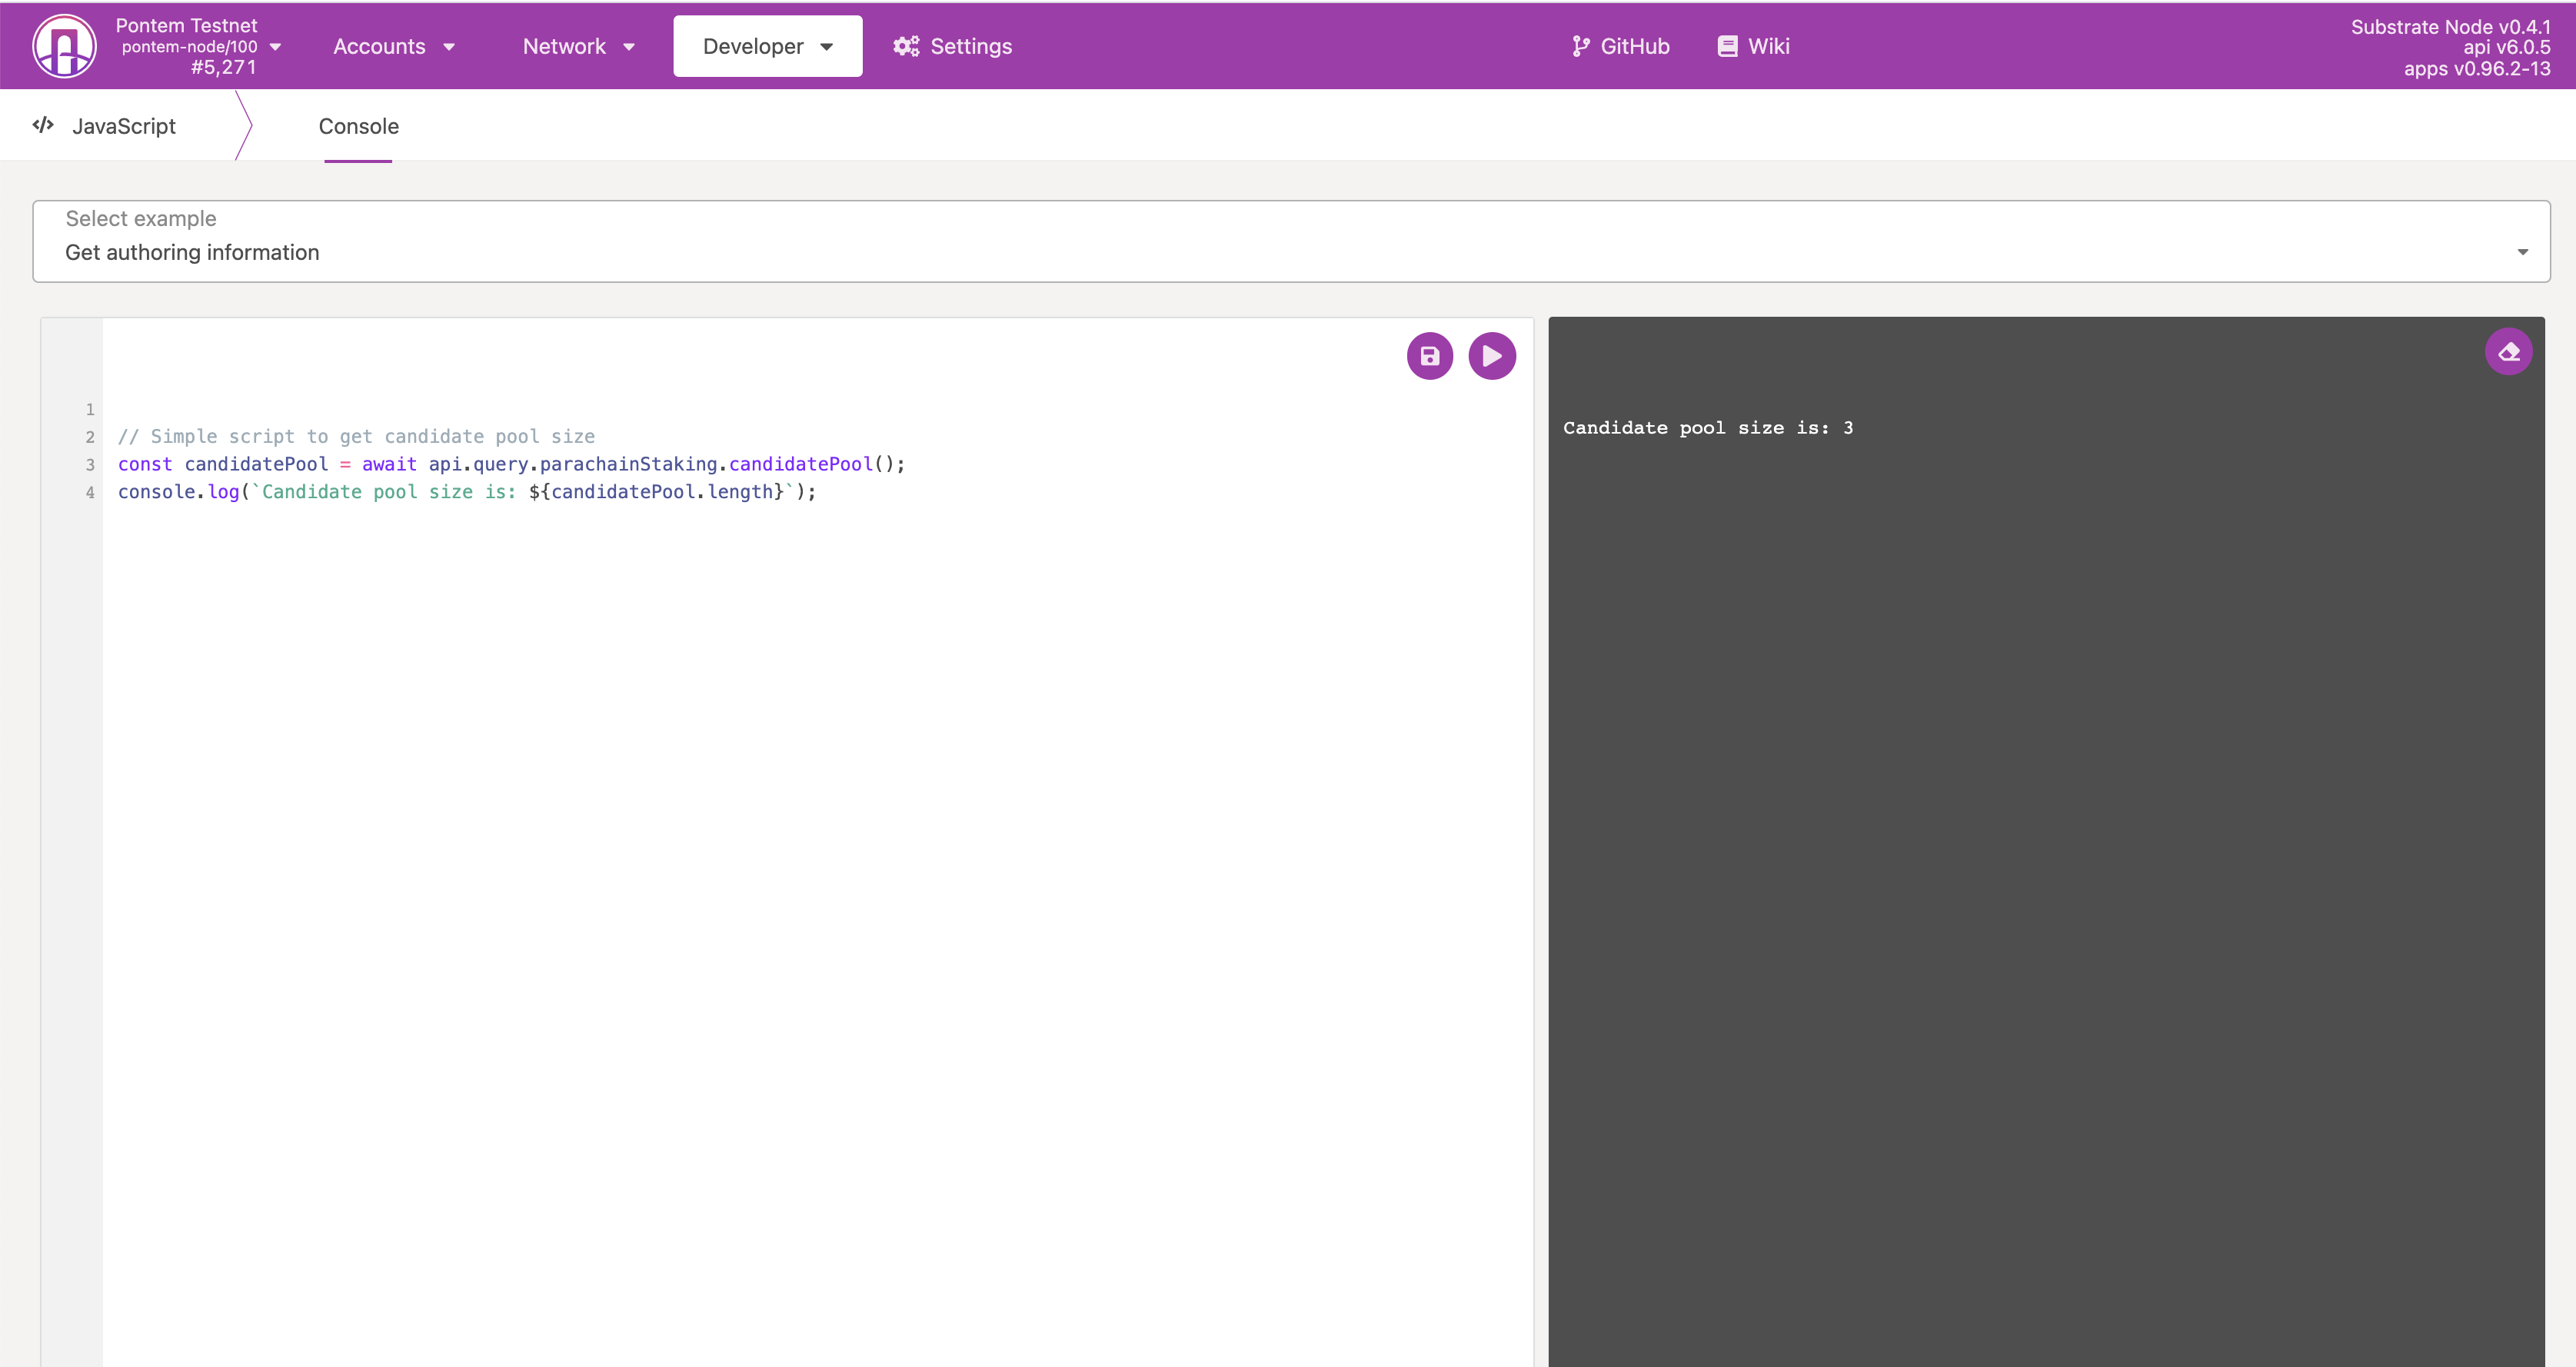 Pontem Testnet
pontem-node/100
#5,271
Accounts
Network
Developer
Settings
GitHub
Wiki
Substrate Node v0.4.1
api v6.0.5
apps v0.96.2-13
</> JavaScript
Console
Select example
Get authoring information
1
2 // Simple script to get candidate pool size
3 const candidatePool = await api.query.parachainStaking.candidatePool();
4 console.log(`Candidate pool size is: ${candidatePool.length}`);
Candidate pool size is: 3